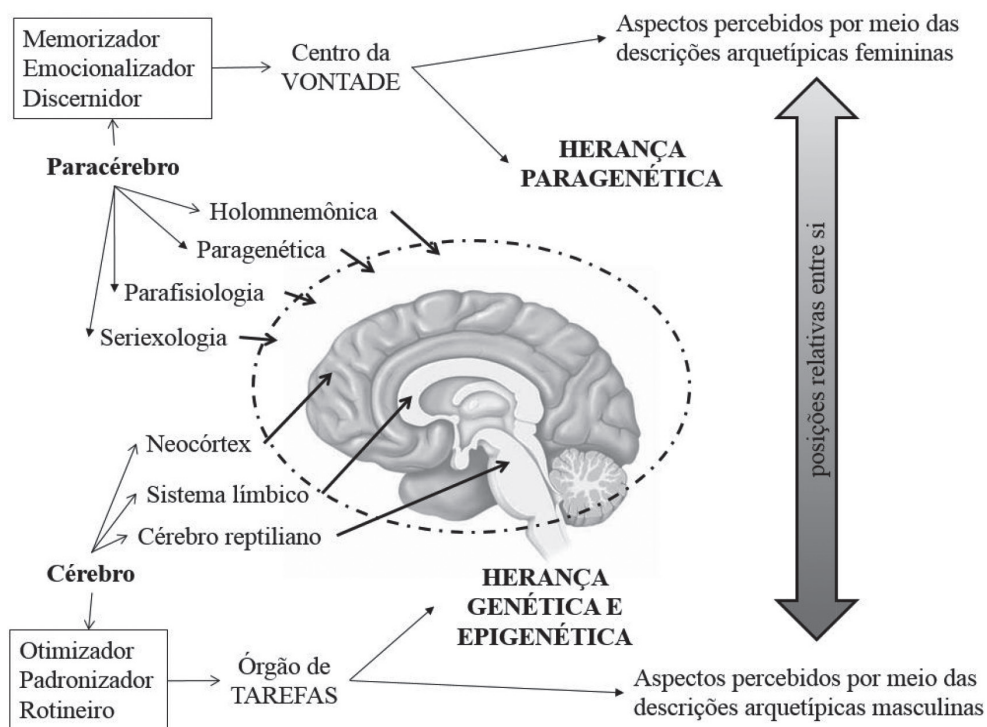 Memorizador
Emocionalizador
Discernidor
Centro da
VONTADE
Aspectos percebidos por meio das
descrições arquetípicas femininas
HERANÇA
PARAGENÉTICA
Paracérebro
Holomnemônica
Paragenética
Parafisiologia
Seriexologia
posições relativas entre si
Neocórtex
Sistema límbico
Cérebro reptiliano
Cérebro
HERANÇA
GENÉTICA E
EPIGENÉTICA
Otimizador
Padronizador
Rotineiro
Órgão de
TAREFAS
Aspectos percebidos por meio das
descrições arquetípicas masculinas